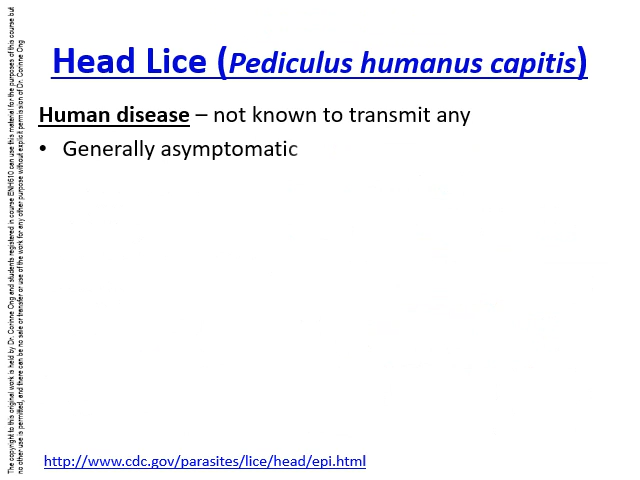 Head Lice (Pediculus humanus capitis)
Human disease – not known to transmit any
• Generally asymptomatic
http://www.cdc.gov/parasites/lice/head/epi.html
The copyright to this original work is held by Dr. Corinne Ong and students registered in course ENH610 can use this material for the purposes of this course but
no other use is permitted, and there can be no sale or transfer or use of the work for any other purpose without explicit permission of Dr. Corinne Ong